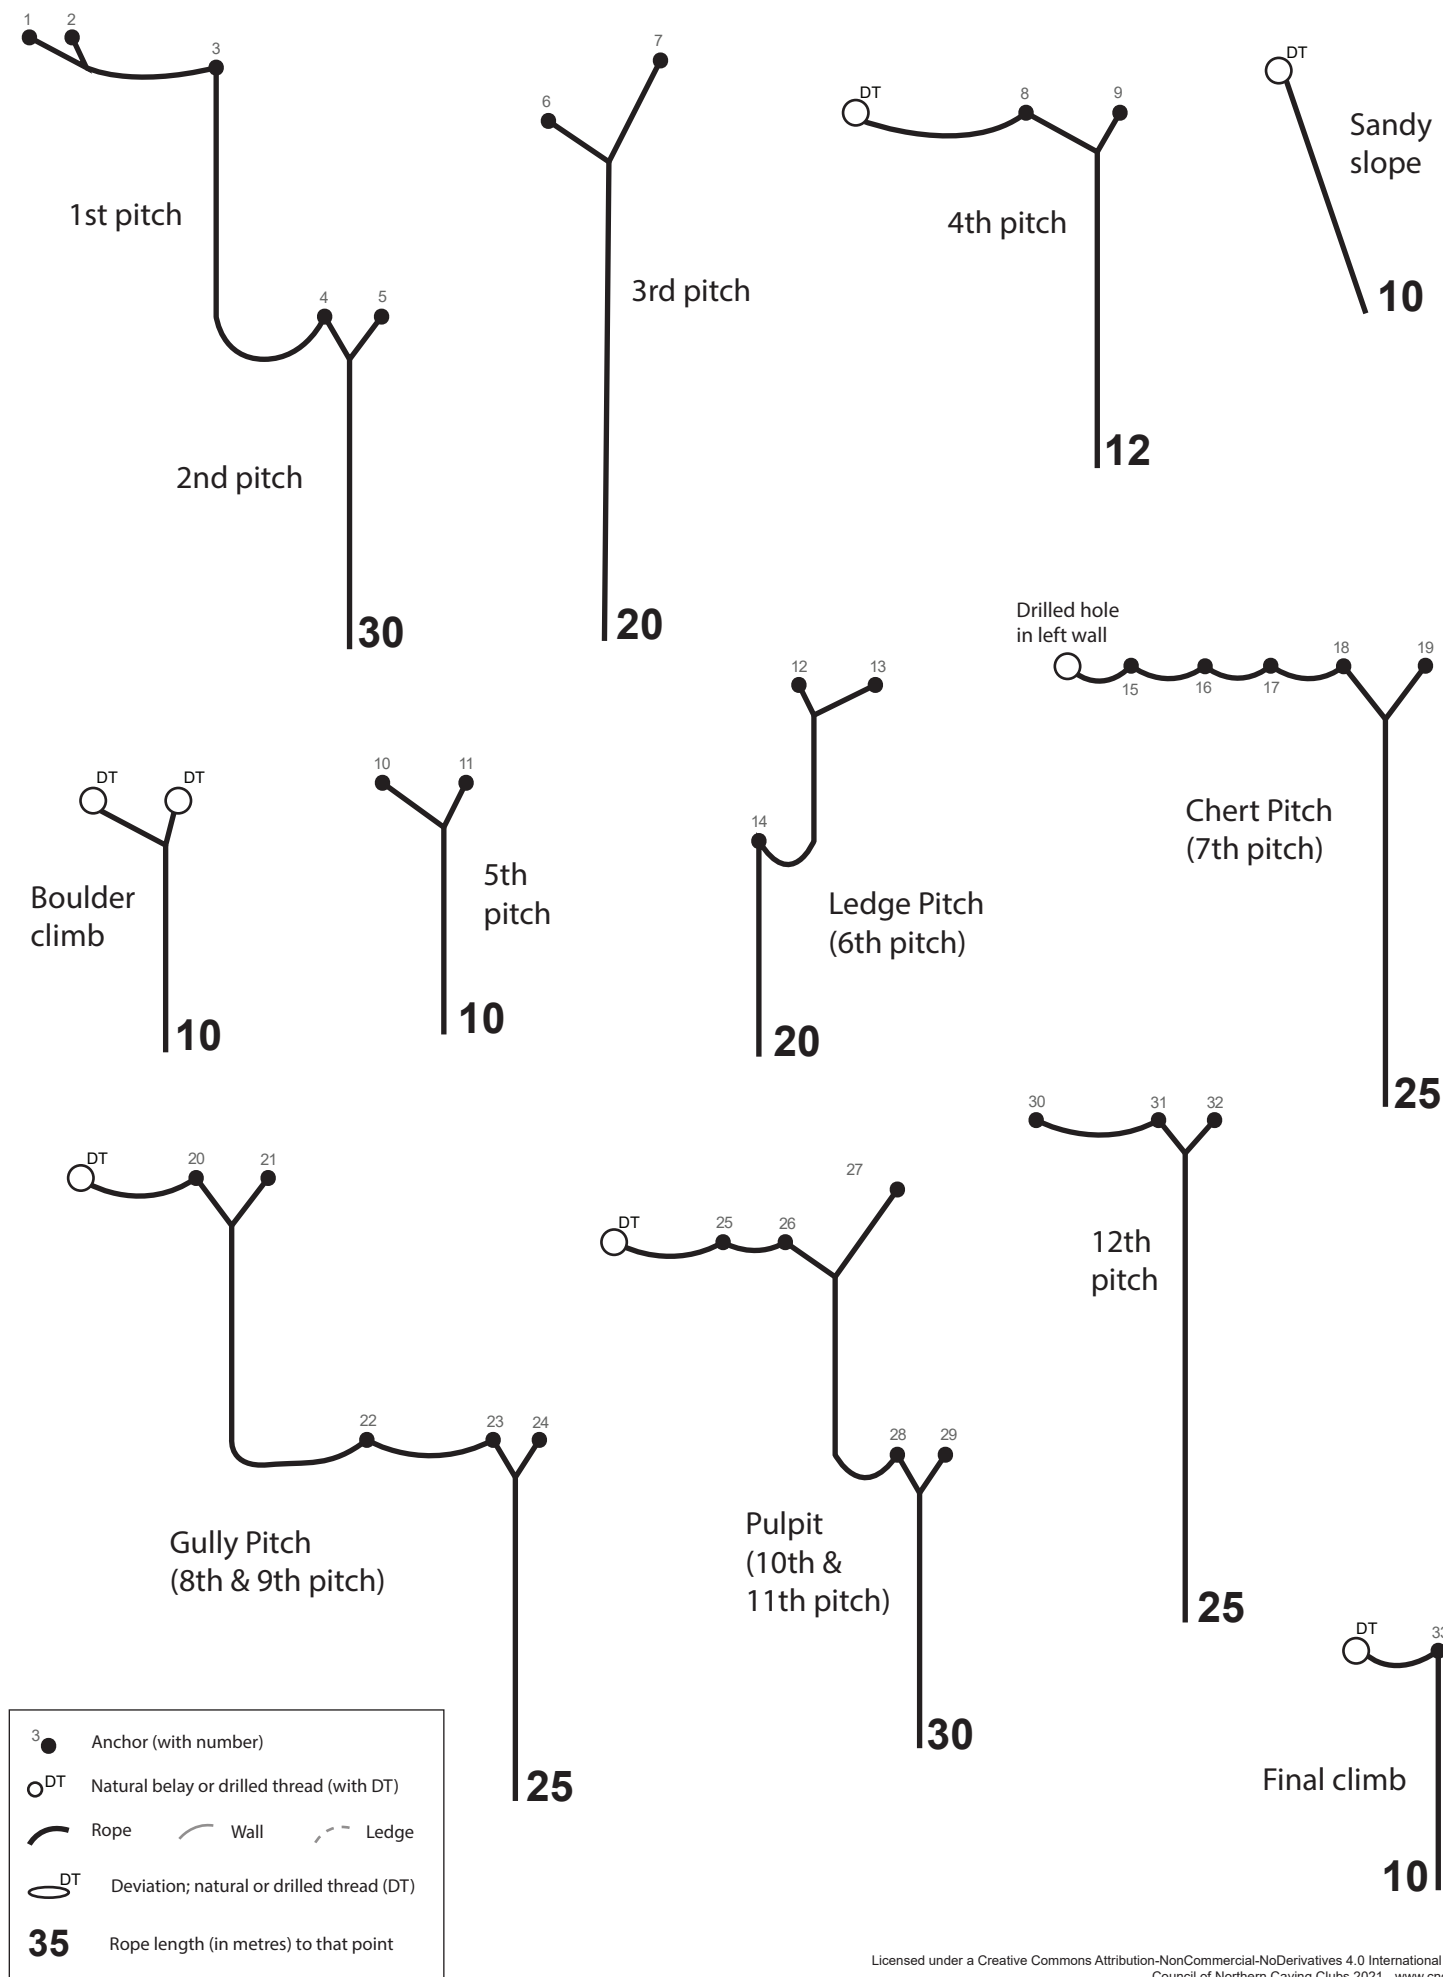 1 2
3
7
6
DT
8
9
DT
Sandy
slope
1st pitch
4th pitch
10
4
5
3rd pitch
2nd pitch
12
30
20
Drilled hole
in left wall
12
13
18
19
15
16
17
DT
DT
10
11
14
Chert Pitch
(7th pitch)
Boulder
climb
5th
pitch
Ledge Pitch
(6th pitch)
10
10
20
25
30
31
32
DT
20
21
27
DT
25
26
12th
pitch
22
23
24
28
29
Gully Pitch
(8th & 9th pitch)
Pulpit
(10th &
11th pitch)
25
DT
33
30
25
Final climb
10
3
Anchor (with number)
DT
Natural belay or drilled thread (with DT)
Rope
Wall
Ledge
DT
Deviation; natural or drilled thread (DT)
35
Rope length (in metres) to that point
Licensed under a Creative Commons Attribution-NonCommercial-NoDerivatives 4.0 International
Council of Northern Caving Clubs 2021